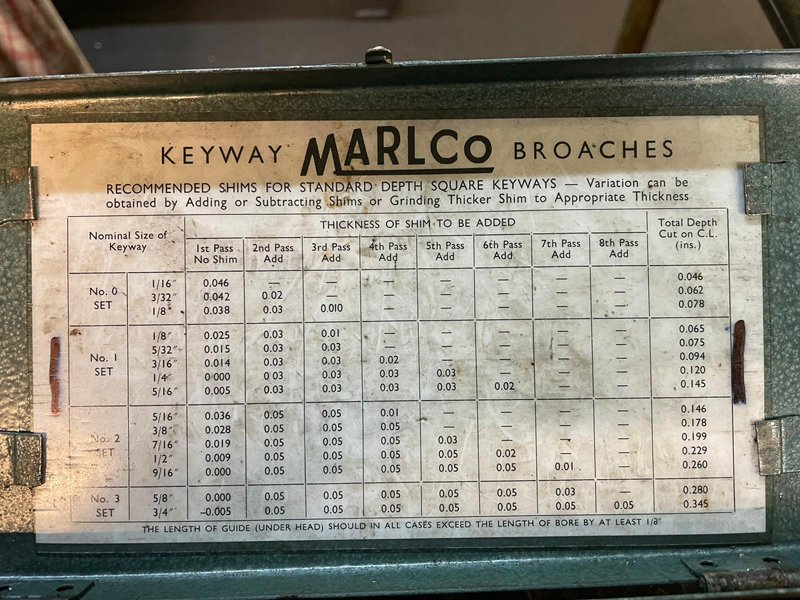 KEYWAY MARLCO BROACHES
RECOMMENDED SHIMS FOR STANDARD DEPTH SQUARE KEYWAYS — Variation can be
obtained by Adding or Subtracting Shims or Grinding Thicker Shim to Appropriate Thickness
Nominal Size of Keyway THICKNESS OF SHIM TO BE ADDED Total Depth Cut on C.L. (ins.)
1st Pass No Shim 2nd Pass Add 3rd Pass Add 4th Pass Add 5th Pass Add 6th Pass Add 7th Pass Add 8th Pass Add
No. 0 SET
1/16″ 0.046 — — 0.046
3/32″ 0.042 0.02 — 0.062
1/8″ 0.038 0.03 0.010 0.078
No. 1 SET
1/8″ 0.025 0.03 0.01 — — — — — 0.065
5/32″ 0.015 0.03 0.03 — — — — — 0.075
3/16″ 0.014 0.03 0.03 0.02 — — — — 0.094
1/4″ 0.000 0.03 0.03 0.03 0.03 — — — 0.120
5/16″ 0.005 0.03 0.03 0.03 0.03 0.02 — — 0.145
No. 2 SET
5/16″ 0.036 0.05 0.05 0.01 — — — — 0.146
3/8″ 0.028 0.05 0.05 0.05 — — — — 0.178
7/16″ 0.019 0.05 0.05 0.05 0.03 — — — 0.199
1/2″ 0.009 0.05 0.05 0.05 0.05 0.02 — — 0.229
9/16″ 0.000 0.05 0.05 0.05 0.05 0.05 0.01 — 0.260
No. 3 SET
5/8″ 0.000 0.05 0.05 0.05 0.05 0.05 0.03 — 0.280
3/4″ –0.005 0.05 0.05 0.05 0.05 0.05 0.05 0.05 0.345
THE LENGTH OF GUIDE (UNDER HEAD) SHOULD IN ALL CASES EXCEED THE LENGTH OF BORE BY AT LEAST 1/8″